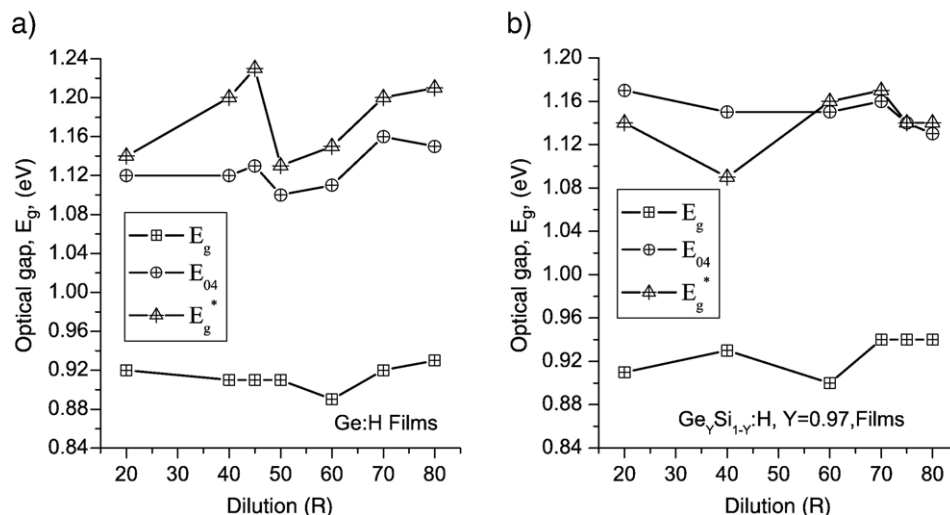 a)
1.24
1.20
1.16
1.12
1.08
1.04
1.00
0.96
0.92
0.88
0.84
Optical gap, Eg, (eV)
Eg
E04
Eg*
Ge:H Films
20 30 40 50 60 70 80
Dilution (R)
b)
1.20
1.16
1.12
1.08
1.04
1.00
0.96
0.92
0.88
0.84
Optical gap, Eg, (eV)
Eg
E04
Eg*
GeYSi1-Y:H, Y=0.97,Films
20 30 40 50 60 70 80
Dilution (R)